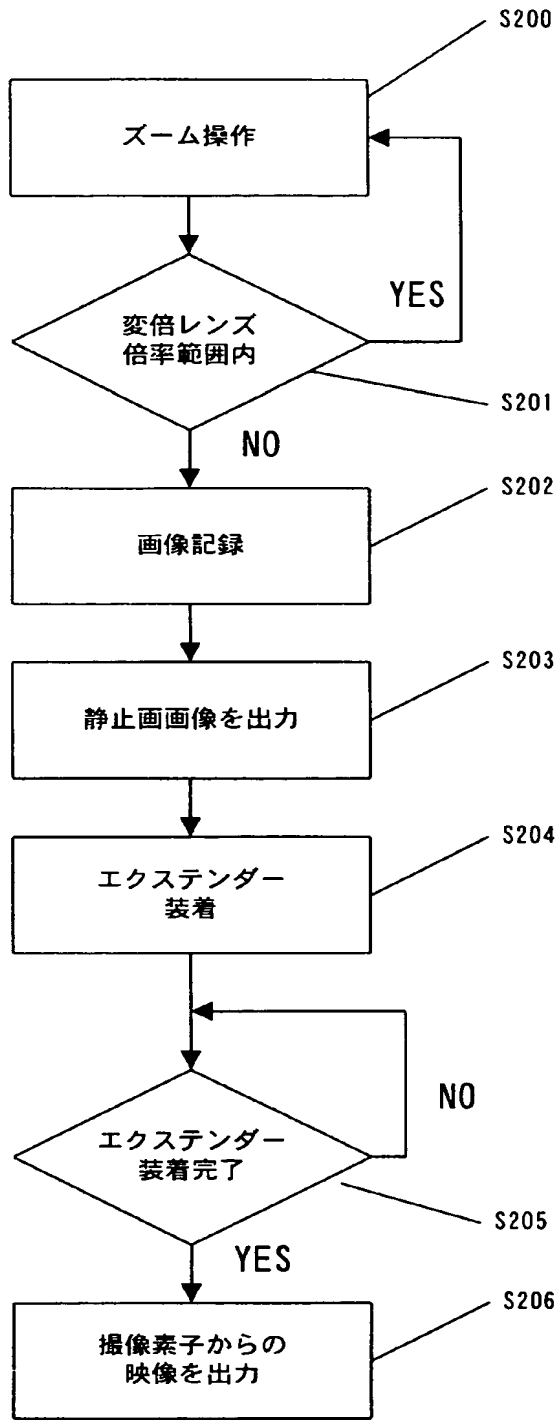 S200
ズーム操作
YES
変倍レンズ
倍率範囲内
S201
NO
S202
画像記録
S203
静止画画像を出力
S204
エクステンダー
装着
NO
エクステンダー
装着完了
S205
YES
S206
撮像素子からの
映像を出力